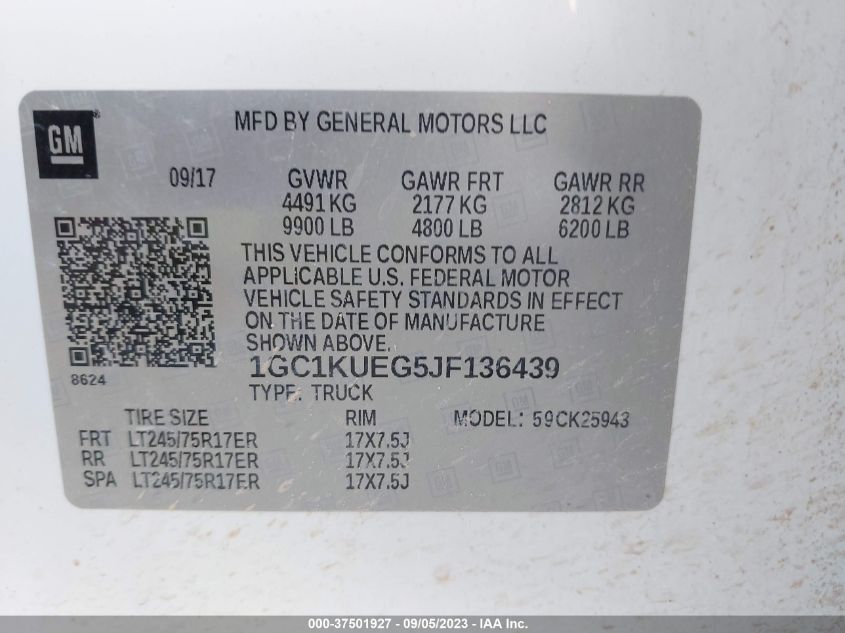 GM ®
MFD BY GENERAL MOTORS LLC
09/17 GVWR GAWR FRT GAWR RR
4491 KG 2177 KG 2812 KG
9900 LB 4800 LB 6200 LB
THIS VEHICLE CONFORMS TO ALL
APPLICABLE U.S. FEDERAL MOTOR
VEHICLE SAFETY STANDARDS IN EFFECT
ON THE DATE OF MANUFACTURE
SHOWN ABOVE.
8624
1GC1KUEG5JF136439
TYPE: TRUCK
TIRE SIZE RIM MODEL: 59CK25943
FRT LT245/75R17ER 17X7.5J
RR LT245/75R17ER 17X7.5J
SPA LT245/75R17ER 17X7.5J
000-37501927 - 09/05/2023 - IAA Inc.